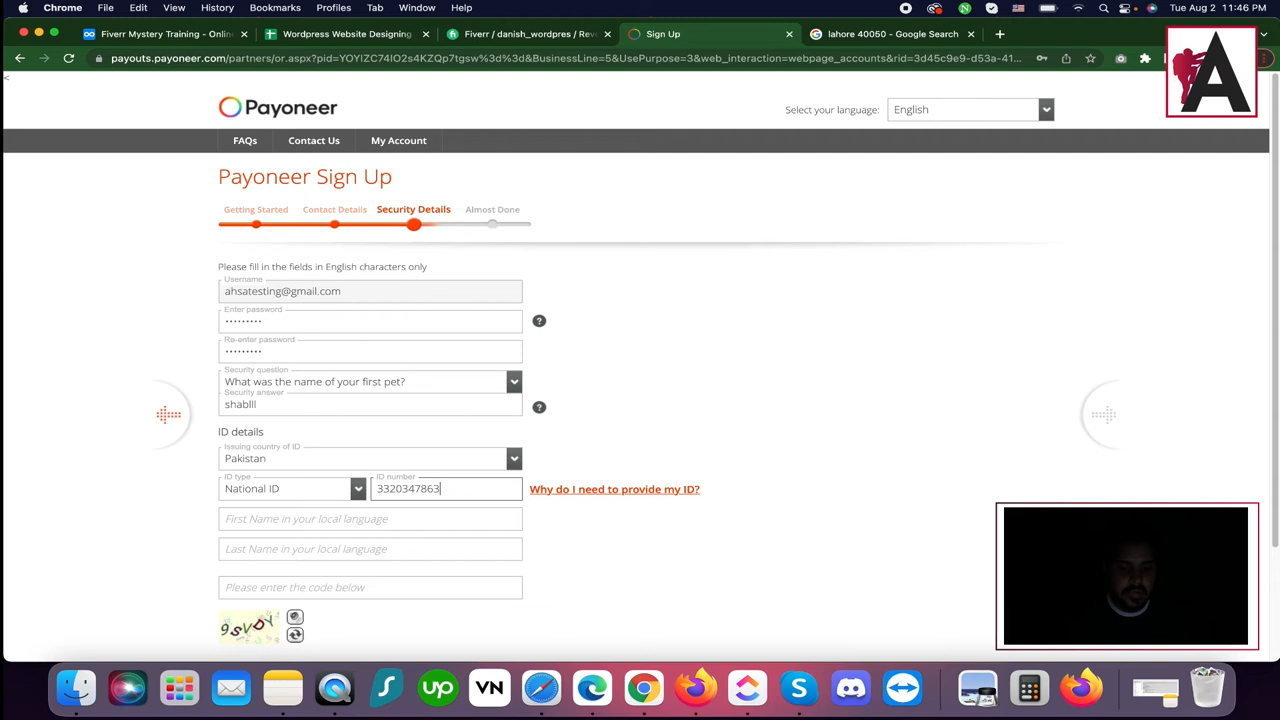 Chrome File Edit View History Bookmarks Profiles Tab Window Help Tue Aug 2 11:46 PM
Fiverr Mystery Training - Onlin Wordpress Website Designing Fiverr / danish_wordpres / Rev Sign Up lahore 40050 - Google Search
payouts.payoneer.com/partners/or.aspx?pid=YOYIZC74IO2s4KZQp7tgsw%3d%3d&BusinessLine=5&UsePurpose=3&web_interaction=webpage_accounts&rid=3d45c9e9-d53a-41...
<
A
Payoneer
Select your language: English
FAQs Contact Us My Account
Payoneer Sign Up
Getting Started Contact Details Security Details Almost Done
Please fill in the fields in English characters only
Username
ahsatesting@gmail.com
Enter password
•••••••••
?
Re-enter password
•••••••••
Security question
What was the name of your first pet?
Security answer
shablll
?
ID details
Issuing country of ID
Pakistan
ID type ID number
National ID 3320347863 Why do I need to provide my ID?
First Name in your local language
Last Name in your local language
Please enter the code below
9SVDY
Up VN